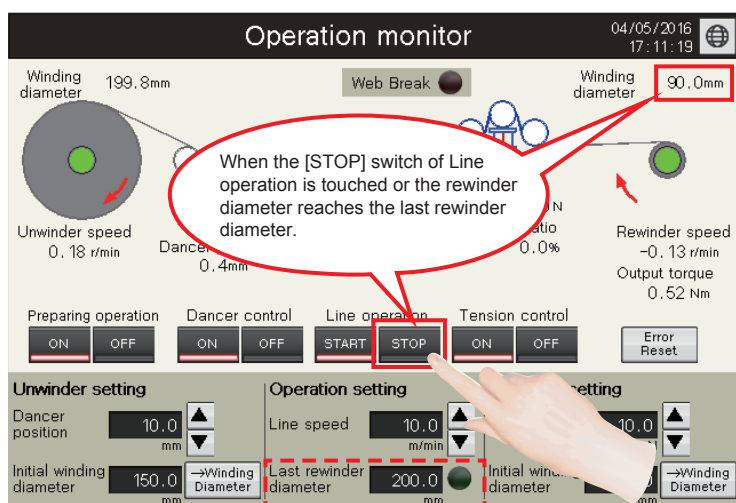 Operation monitor
04/05/2016
17:11:19
Winding
diameter
199.8mm
Web Break
Winding
diameter
90.0mm
When the [STOP] switch of Line
operation is touched or the rewinder
diameter reaches the last rewinder
diameter.
Unwinder speed
0.18 r/min
0.4mm
N
0.0%
Rewinder speed
-0.13 r/min
Output torque
0.52 Nm
Preparing operation
Dancer control
Line operation
Tension control
ON
OFF
ON
OFF
START
STOP
ON
OFF
Error
Reset
Unwinder setting
Dancer
position
10.0
mm
Initial winding
diameter
150.0
mm
→Winding
Diameter
Operation setting
Line speed
10.0
m/min
Last rewinder
diameter
200.0
mm
setting
10.0
N
Initial winding
diameter
→Winding
Diameter
mm